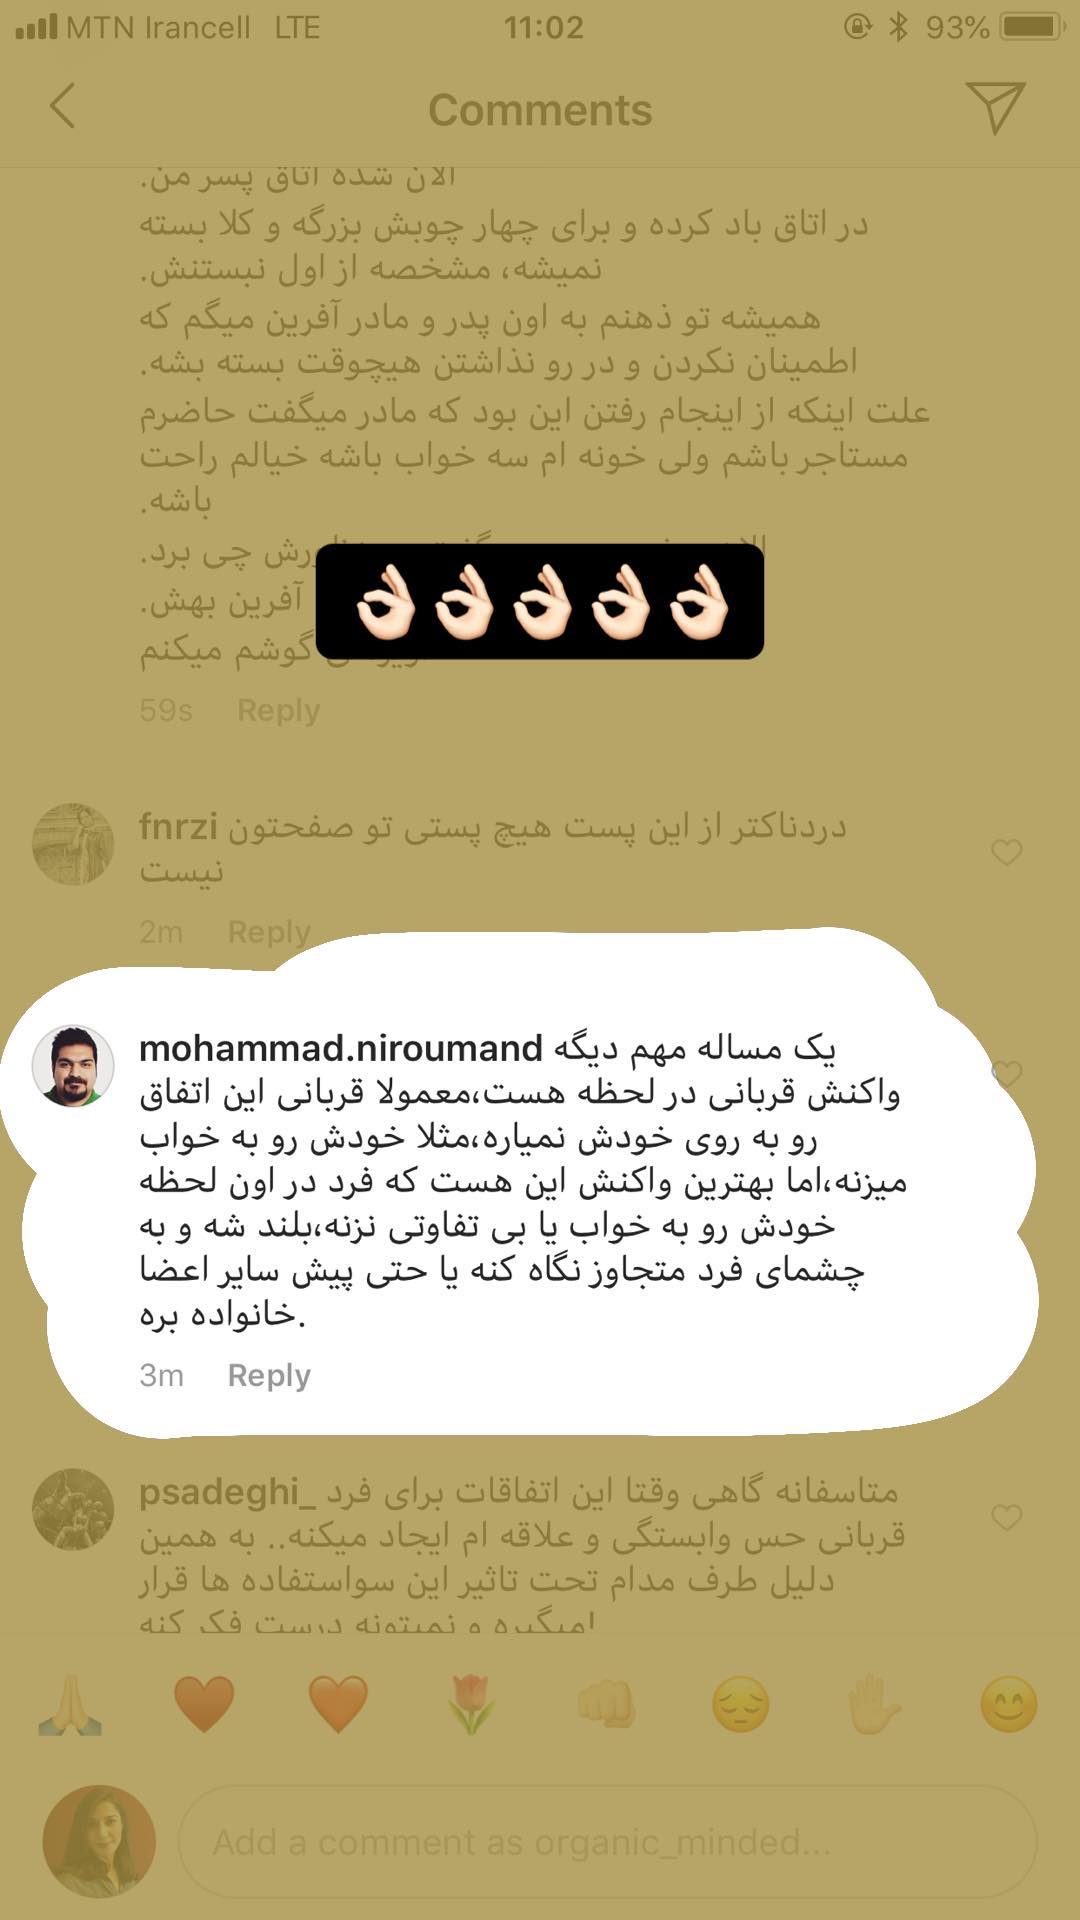 MTN Irancell LTE 11:02 93%
Comments
الان شده اتاق پسر من.
در اتاق باد کرده و برای چهار چوبش بزرگه و کلا بسته
نمیشه، مشخصه از اول نبستنش.
همیشه تو ذهنم به اون پدر و مادر آفرین میگم که
اطمینان نکردن و در رو نذاشتن هیچوقت بسته بشه.
علت اینکه از اینجام رفتن این بود که مادر میگفت حاضرم
مستاجر باشم ولی خونه ام سه خواب باشه خیالم راحت
باشه.
چی برد.
آفرین بهش.
گوشم میکنم
59s Reply
fnrzi دردناکتر از این پست هیچ پستی تو صفحتون
نیست
2m Reply
mohammad.niroumand یک مساله مهم دیگه
واکنش قربانی در لحظه هست،معمولا قربانی این اتفاق
رو به روی خودش نمیاره،مثلا خودش رو به خواب
میزنه،اما بهترین واکنش این هست که فرد در اون لحظه
خودش رو به خواب یا بی تفاوتی نزنه،بلند شه و به
چشمای فرد متجاوز نگاه کنه یا حتی پیش سایر اعضا
خانواده بره.
3m Reply
psadeghi_ متاسفانه گاهی وقتا این اتفاقات برای فرد
قربانی حس وابستگی و علاقه ام ایجاد میکنه.. به همین
دلیل طرف مدام تحت تاثیر این سواستفاده ها قرار
میگیره و نمیتونه درست فکر کنه!
Add a comment as organic_minded...